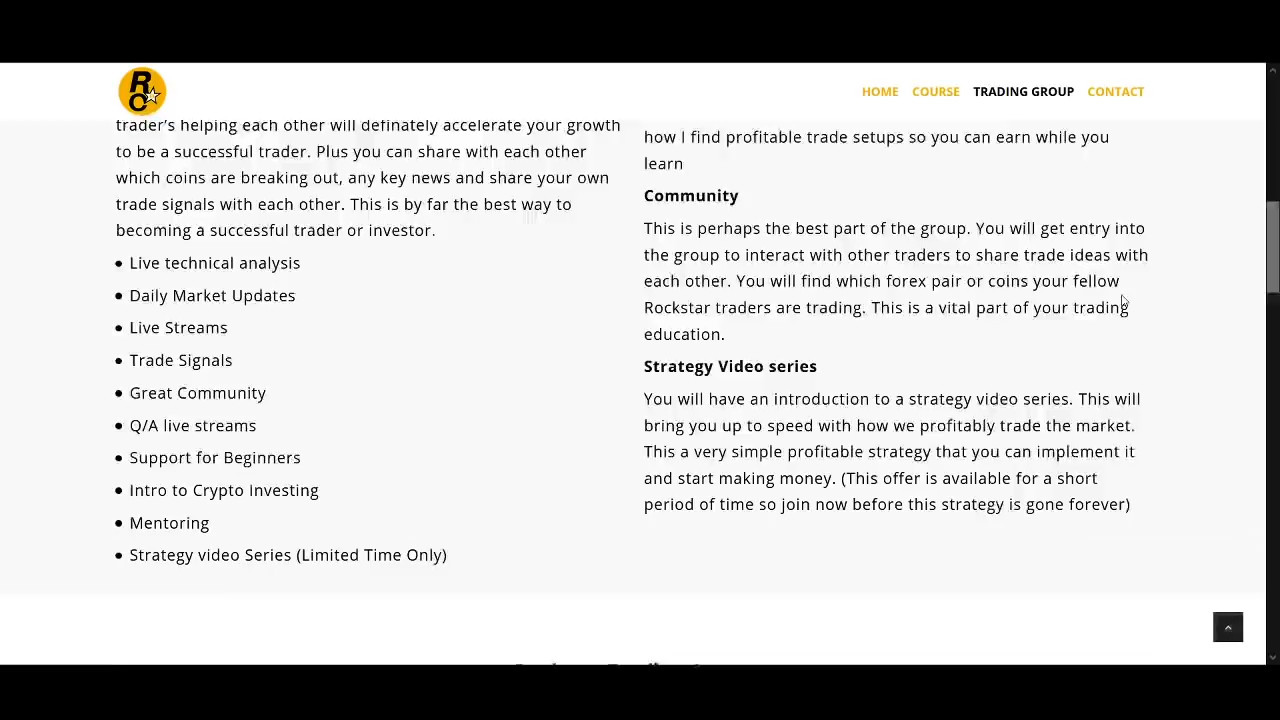 R
HOME COURSE TRADING GROUP CONTACT
trader's helping each other will definately accelerate your growth
to be a successful trader. Plus you can share with each other
which coins are breaking out, any key news and share your own
trade signals with each other. This is by far the best way to
becoming a successful trader or investor.
• Live technical analysis
• Daily Market Updates
• Live Streams
• Trade Signals
• Great Community
• Q/A live streams
• Support for Beginners
• Intro to Crypto Investing
• Mentoring
• Strategy video Series (Limited Time Only)
how I find profitable trade setups so you can earn while you
learn
Community
This is perhaps the best part of the group. You will get entry into
the group to interact with other traders to share trade ideas with
each other. You will find which forex pair or coins your fellow
Rockstar traders are trading. This is a vital part of your trading
education.
Strategy Video series
You will have an introduction to a strategy video series. This will
bring you up to speed with how we profitably trade the market.
This a very simple profitable strategy that you can implement it
and start making money. (This offer is available for a short
period of time so join now before this strategy is gone forever)